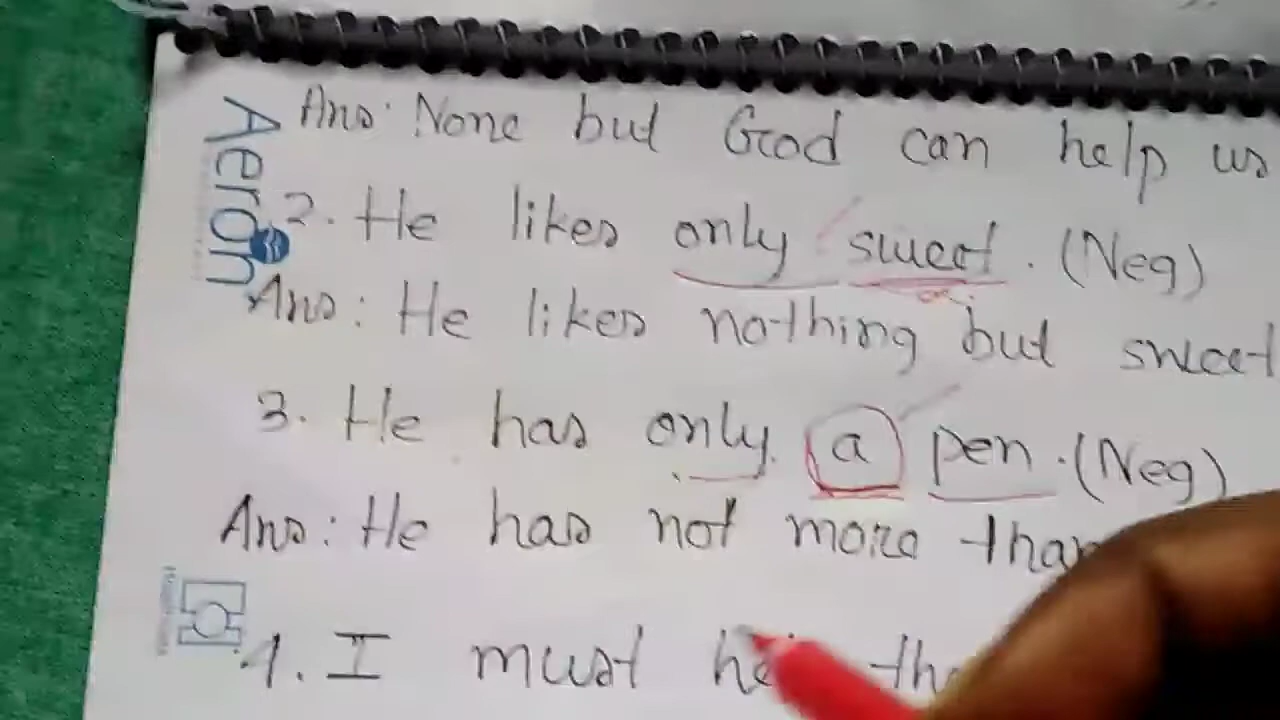 Ans: None but God can help us
Aeron
2. He likes only sweet. (Neg)
Ans: He likes nothing but sweet
3. He has only a pen. (Neg)
Ans: He has not more than
4. I must